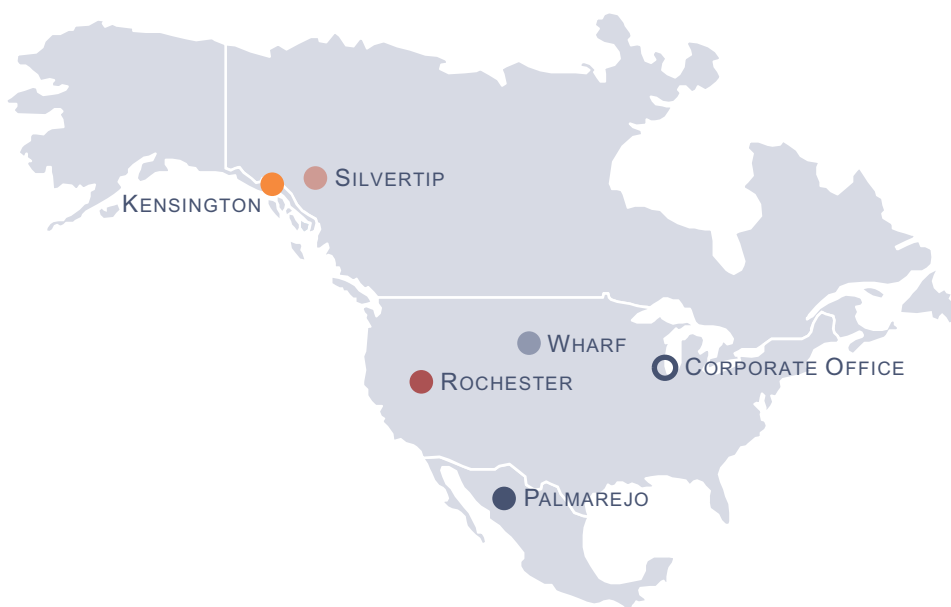 SILVERTIP
KENSINGTON
WHARF
CORPORATE OFFICE
ROCHESTER
PALMAREJO